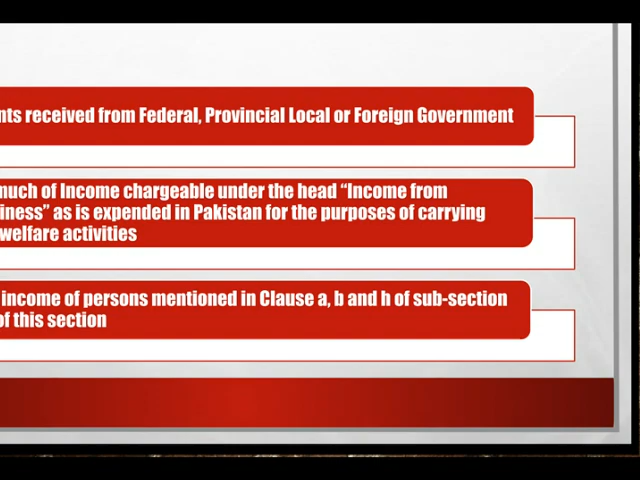 nts received from Federal, Provincial Local or Foreign Government
much of Income chargeable under the head “Income from
iness” as is expended in Pakistan for the purposes of carrying
welfare activities
income of persons mentioned in Clause a, b and h of sub-section
of this section